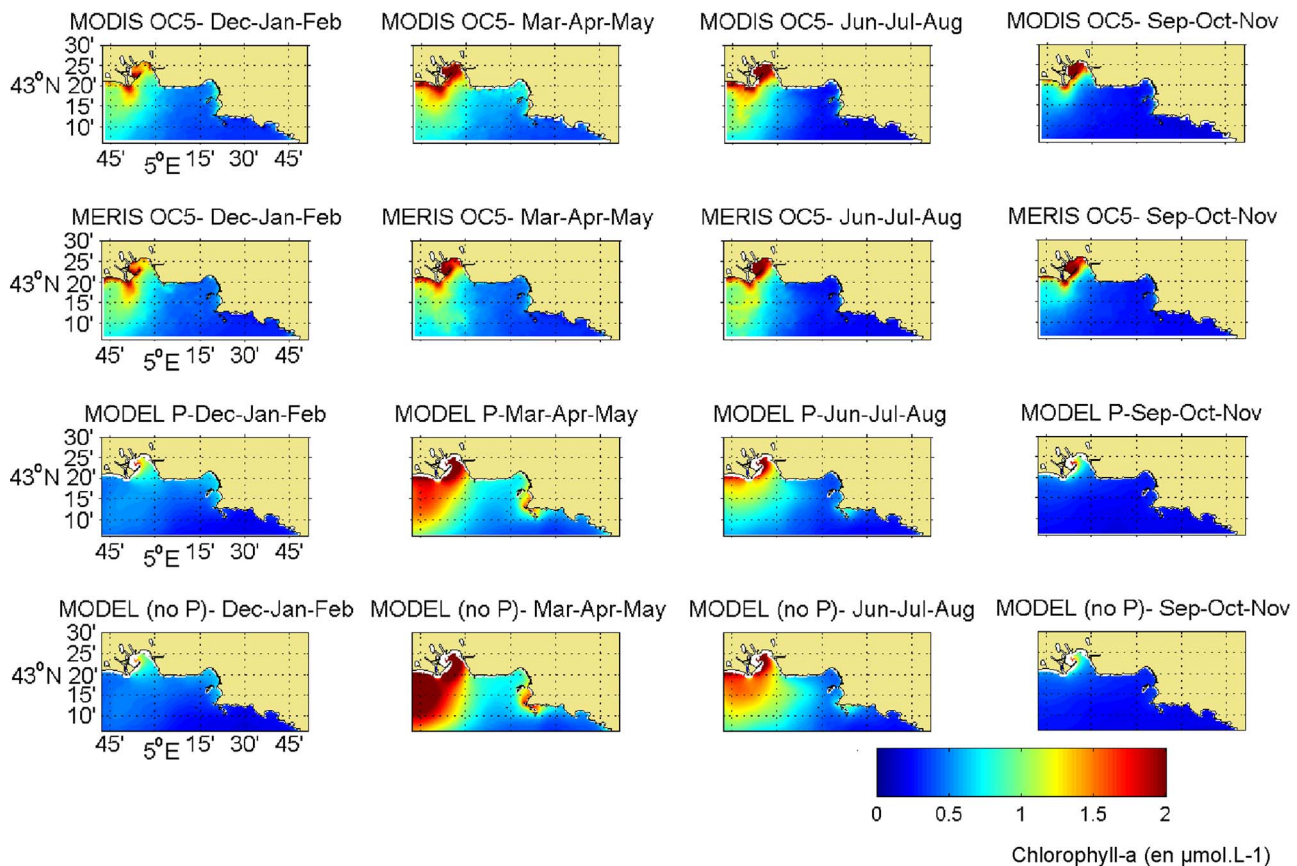 MODIS OC5- Dec-Jan-Feb
MODIS OC5- Mar-Apr-May
MODIS OC5- Jun-Jul-Aug
MODIS OC5- Sep-Oct-Nov
30'
25'
43°N 20'
15'
10'
45' 5°E 15' 30' 45'
MERIS OC5- Dec-Jan-Feb
MERIS OC5- Mar-Apr-May
MERIS OC5- Jun-Jul-Aug
MERIS OC5- Sep-Oct-Nov
30'
25'
43°N 20'
15'
10'
45' 5°E 15' 30' 45'
MODEL P-Dec-Jan-Feb
MODEL P-Mar-Apr-May
MODEL P-Jun-Jul-Aug
MODEL P-Sep-Oct-Nov
30'
25'
43°N 20'
15'
10'
45' 5°E 15' 30' 45'
MODEL (no P)- Dec-Jan-Feb
MODEL (no P)- Mar-Apr-May
MODEL (no P)- Jun-Jul-Aug
MODEL (no P)- Sep-Oct-Nov
30'
25'
43°N 20'
15'
10'
45' 5°E 15' 30' 45'
0 0.5 1 1.5 2
Chlorophyll-a (en µmol.L-1)